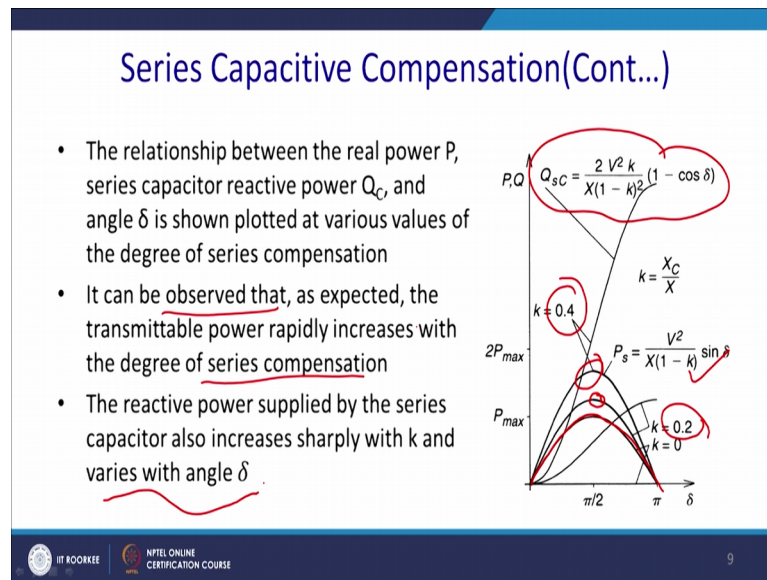 Series Capacitive Compensation(Cont…)
• The relationship between the real power P,
series capacitor reactive power Q_C, and
angle δ is shown plotted at various values of
the degree of series compensation
• It can be observed that, as expected, the
transmittable power rapidly increases with
the degree of series compensation
• The reactive power supplied by the series
capacitor also increases sharply with k and
varies with angle δ .
P,Q
Q_SC = 2 V² k / X(1 − k)² (1 − cos δ)
k = X_C / X
k = 0.4
2P_max
P_s = V² / X(1 − k) sin δ
P_max
k = 0.2
k = 0
π/2 π δ
IIT ROORKEE
NPTEL ONLINE
CERTIFICATION COURSE
9